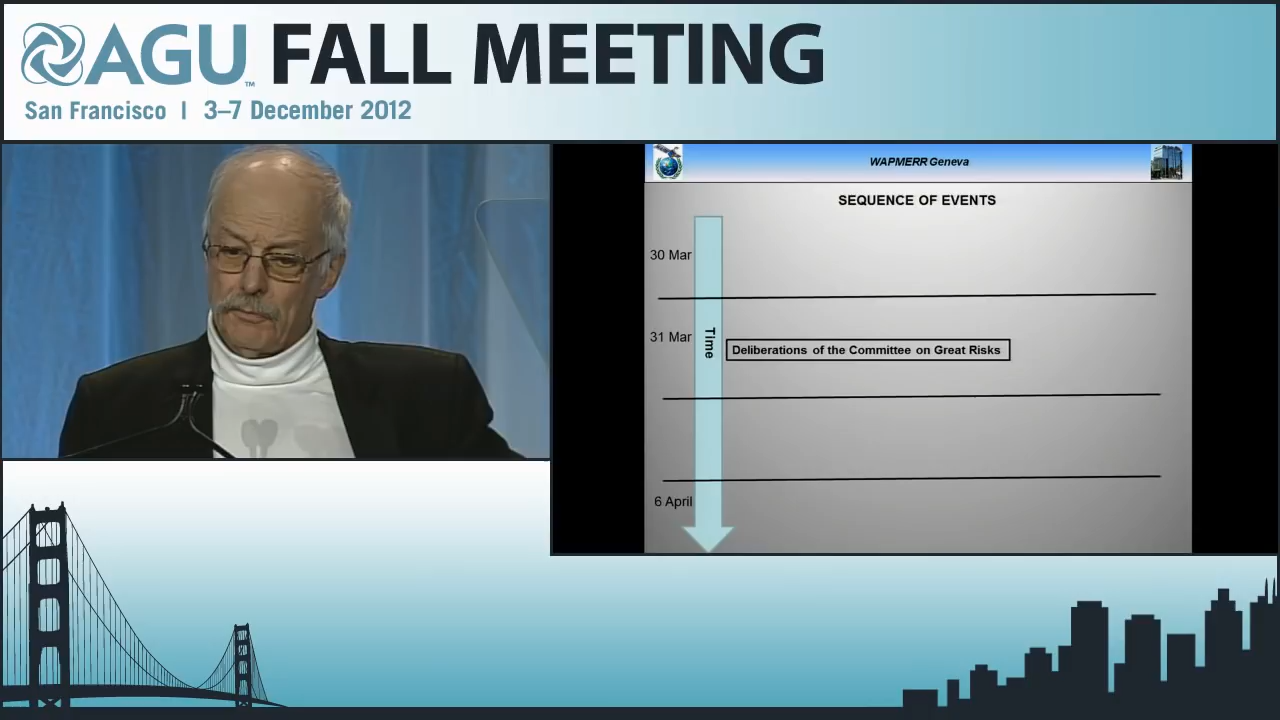 AGU™ FALL MEETING
San Francisco | 3–7 December 2012
WAPMERR Geneva
SEQUENCE OF EVENTS
30 Mar
31 Mar
Time
Deliberations of the Committee on Great Risks
6 April